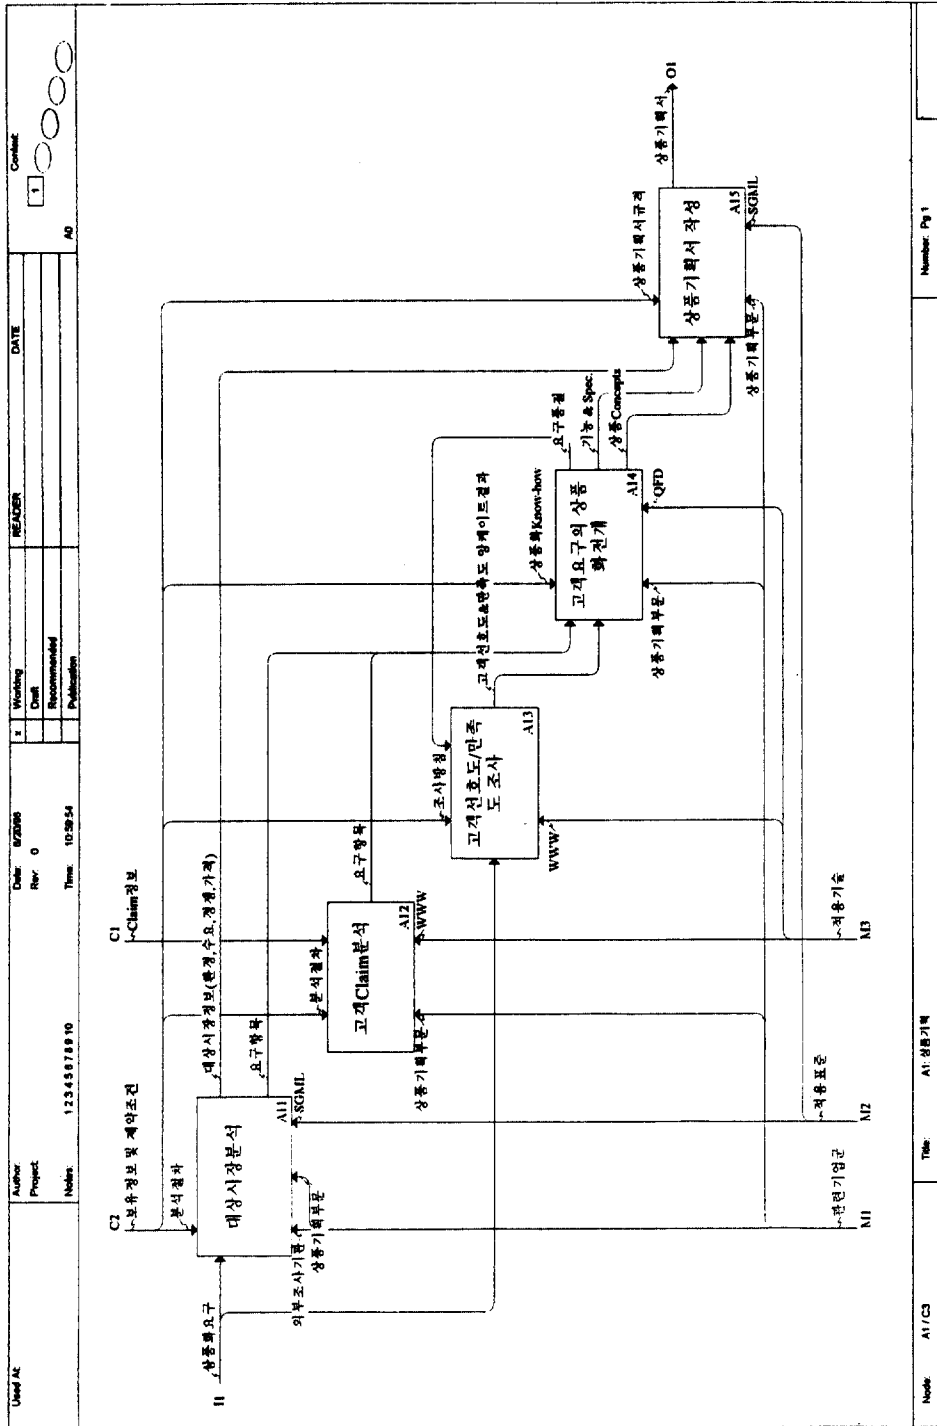 Used At:
Author:
Project:
Notes: 1 2 3 4 5 6 7 8 9 10
Date: 8/20/96
Rev: 0
Time: 10:59:54
x
Working
Draft
Recommended
Publication
READER
DATE
Context:
1
A0
I1
상품화요구
C2
보유정보 및 제약조건
분석절차
대상시장분석
A11
SGML
외부조사기관
상품기획부문
대상시장정보(환경,수요,경쟁,가격)
요구항목
C1
Claim정보
분석절차
고객Claim분석
A12
WWW
상품기획부문
요구항목
조사방침
고객선호도/만족
도 조사
A13
WWW
고객선호도&만족도 앙케이트결과
상품화Know-how
고객요구의 상품
화전개
A14
QFD
상품기획부문
요구품질
기능 & Spec.
상품Concepts
상품기획서규격
상품기획서 작성
A15
SGML
상품기획부문
상품기획서
O1
관련기업군
M1
적용표준
M2
적용기술
M3
Node: A1 / C3
Title: A1: 상품기획
Number: Pg 1